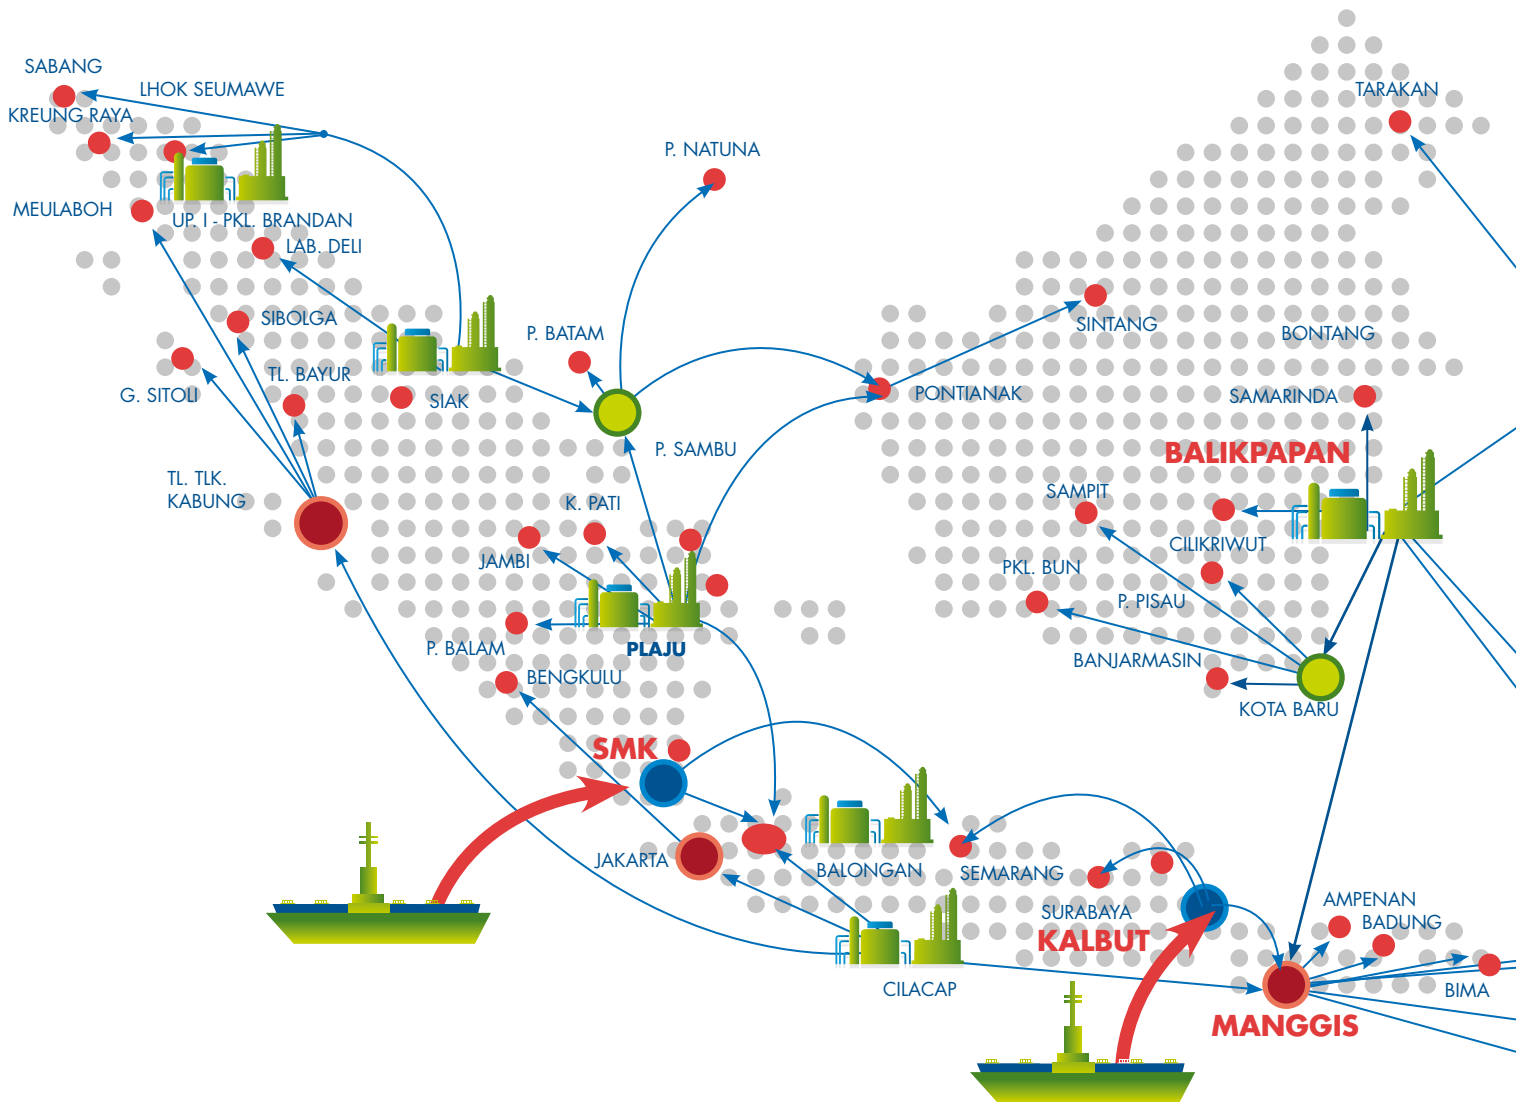 SABANG
LHOK SEUMAWE
KREUNG RAYA
TARAKAN
P. NATUNA
MEULABOH
UP. I - PKL. BRANDAN
LAB. DELI
SIBOLGA
P. BATAM
SINTANG
BONTANG
TL. BAYUR
G. SITOLI
SIAK
PONTIANAK
SAMARINDA
P. SAMBU
BALIKPAPAN
TL. TLK.
KABUNG
K. PATI
SAMPIT
JAMBI
CILIKRIWUT
PKL. BUN
P. PISAU
P. BALAM
PLAJU
BANJARMASIN
BENGKULU
KOTA BARU
SMK
JAKARTA
BALONGAN
SEMARANG
SURABAYA
KALBUT
AMPENAN
BADUNG
CILACAP
BIMA
MANGGIS